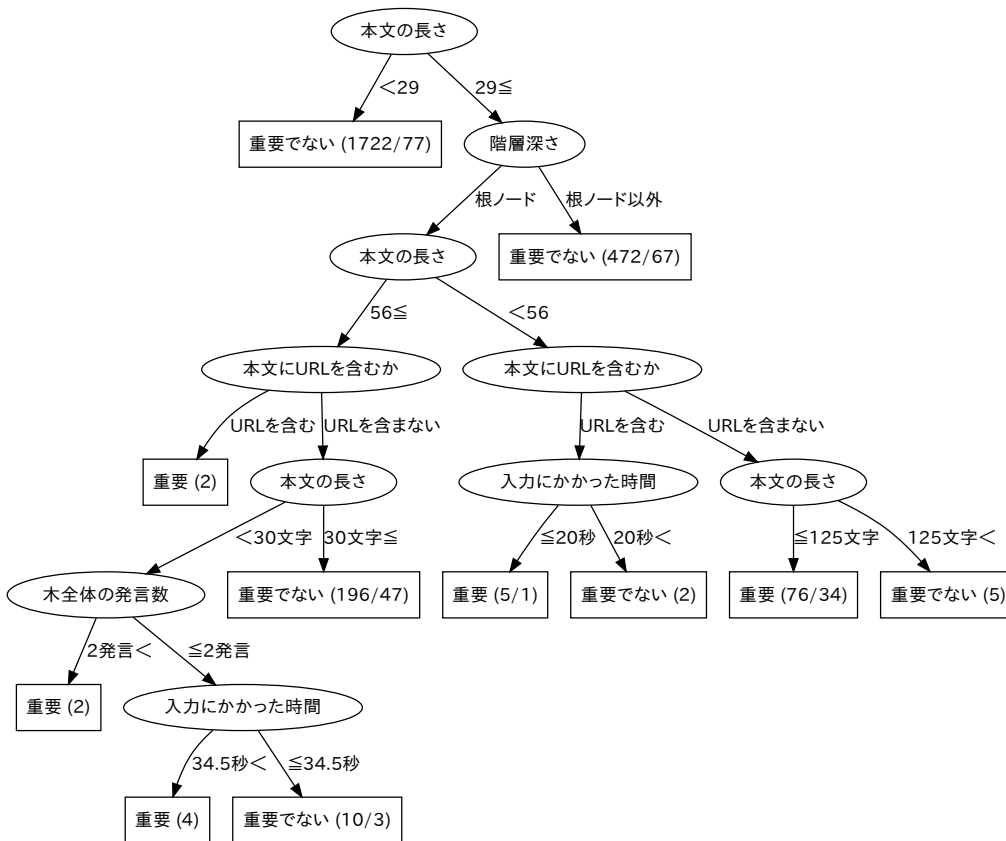 本文の長さ
＜29
29≦
重要でない (1722/77)
階層深さ
根ノード
根ノード以外
本文の長さ
重要でない (472/67)
56≦
＜56
本文にURLを含むか
本文にURLを含むか
URLを含む
URLを含まない
URLを含む
URLを含まない
重要 (2)
本文の長さ
入力にかかった時間
本文の長さ
＜30文字
30文字≦
≦20秒
20秒＜
≦125文字
125文字＜
木全体の発言数
重要でない (196/47)
重要 (5/1)
重要でない (2)
重要 (76/34)
重要でない (5)
2発言＜
≦2発言
重要 (2)
入力にかかった時間
34.5秒＜
≦34.5秒
重要 (4)
重要でない (10/3)